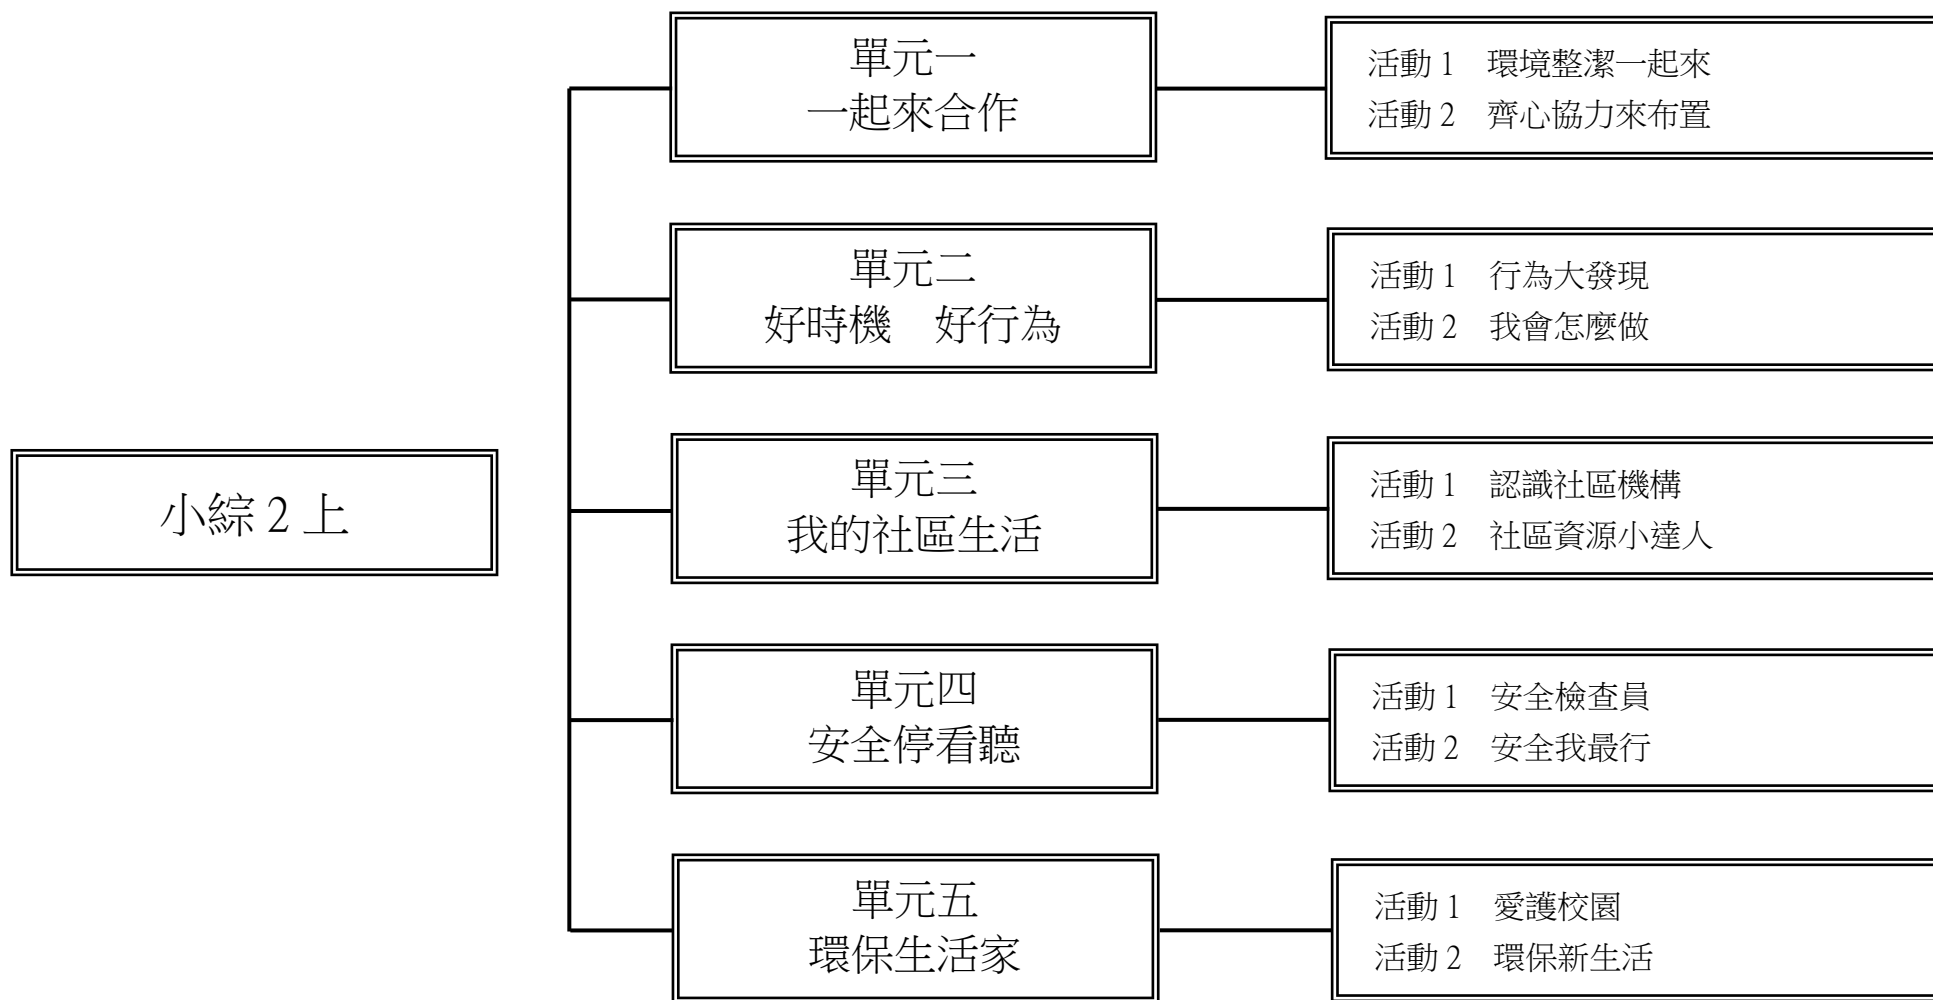 小綜 2 上
單元一
一起來合作
活動 1　環境整潔一起來
活動 2　齊心協力來布置
單元二
好時機　好行為
活動 1　行為大發現
活動 2　我會怎麼做
單元三
我的社區生活
活動 1　認識社區機構
活動 2　社區資源小達人
單元四
安全停看聽
活動 1　安全檢查員
活動 2　安全我最行
單元五
環保生活家
活動 1　愛護校園
活動 2　環保新生活